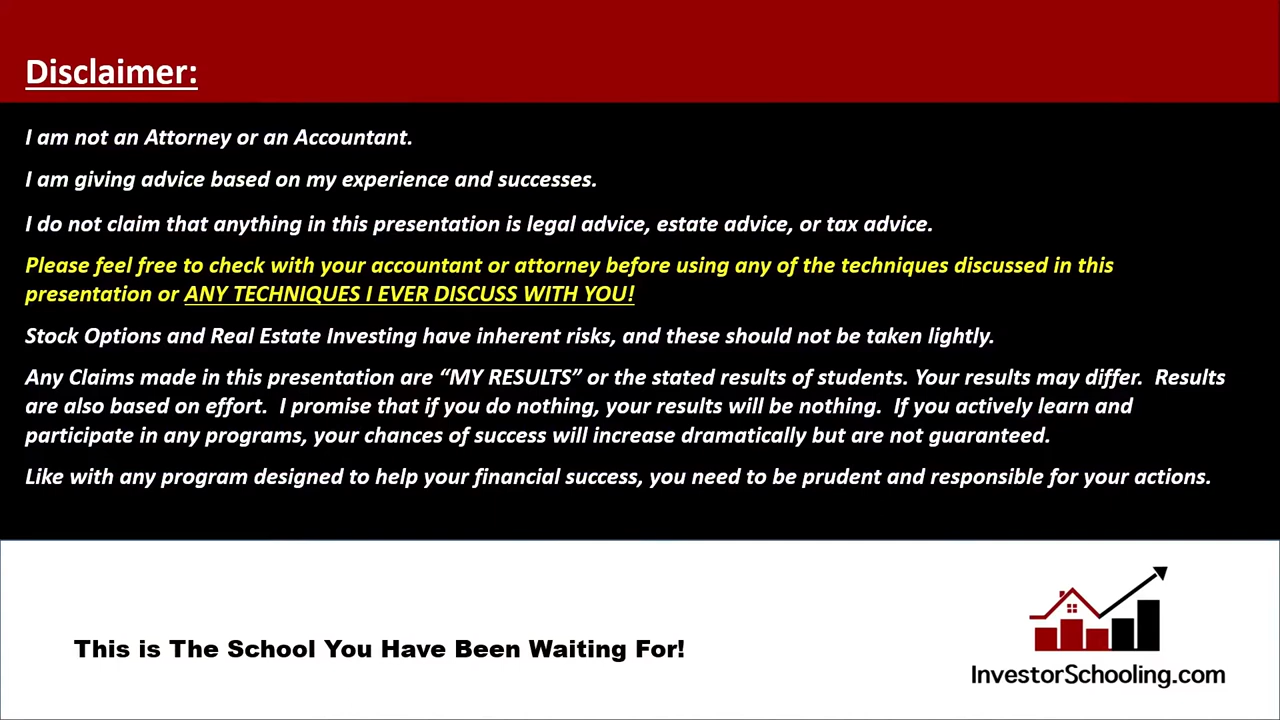 Disclaimer:
I am not an Attorney or an Accountant.
I am giving advice based on my experience and successes.
I do not claim that anything in this presentation is legal advice, estate advice, or tax advice.
Please feel free to check with your accountant or attorney before using any of the techniques discussed in this
presentation or ANY TECHNIQUES I EVER DISCUSS WITH YOU!
Stock Options and Real Estate Investing have inherent risks, and these should not be taken lightly.
Any Claims made in this presentation are “MY RESULTS” or the stated results of students. Your results may differ.  Results
are also based on effort.  I promise that if you do nothing, your results will be nothing.  If you actively learn and
participate in any programs, your chances of success will increase dramatically but are not guaranteed.
Like with any program designed to help your financial success, you need to be prudent and responsible for your actions.
This is The School You Have Been Waiting For!
InvestorSchooling.com